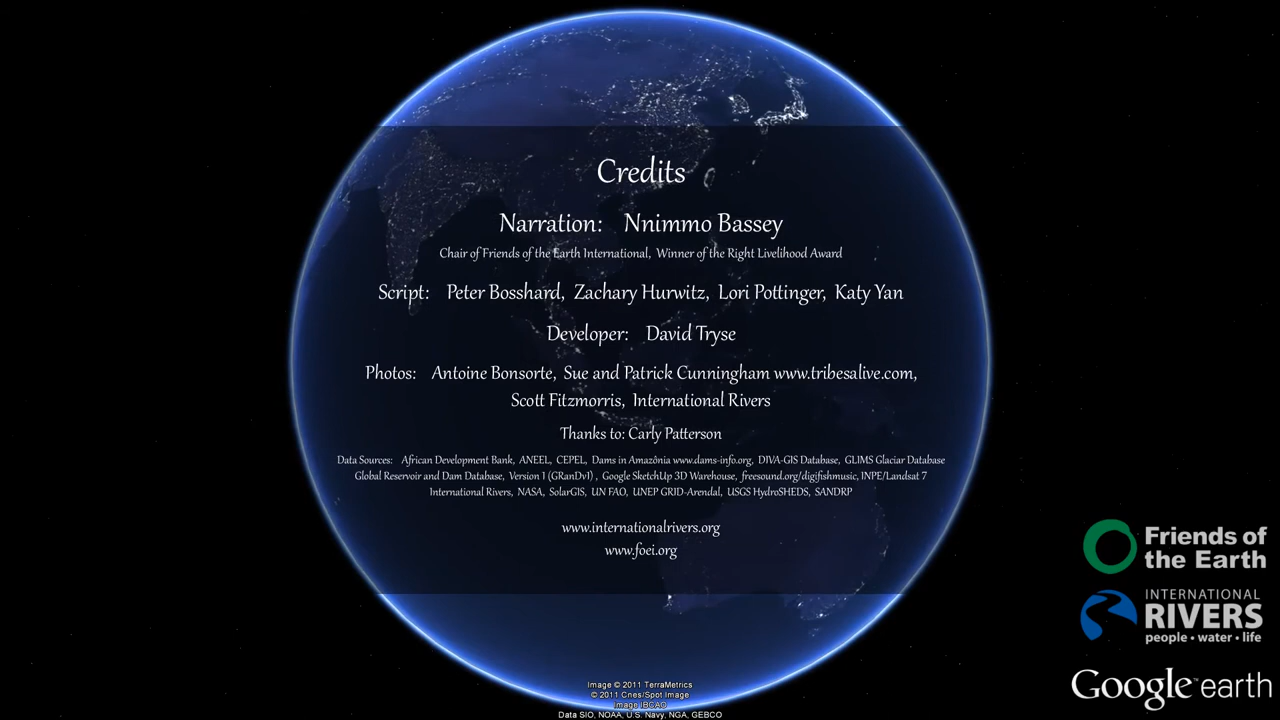 Credits
Narration: Nnimmo Bassey
Chair of Friends of the Earth International, Winner of the Right Livelihood Award
Script: Peter Bosshard, Zachary Hurwitz, Lori Pottinger, Katy Yan
Developer: David Tryse
Photos: Antoine Bonsorte, Sue and Patrick Cunningham www.tribesalive.com,
Scott Fitzmorris, International Rivers
Thanks to: Carly Patterson
Data Sources: African Development Bank, ANEEL, CEPEL, Dams in Amazônia www.dams-info.org, DIVA-GIS Database, GLIMS Glaciar Database
Global Reservoir and Dam Database, Version 1 (GRanDv1) , Google SketchUp 3D Warehouse, freesound.org/digifishmusic, INPE/Landsat 7
International Rivers, NASA, SolarGIS, UN FAO, UNEP GRID-Arendal, USGS HydroSHEDS, SANDRP
www.internationalrivers.org
www.foei.org
Friends of
the Earth
INTERNATIONAL
RIVERS
people • water • life
Google™ earth
Image © 2011 TerraMetrics
© 2011 Cnes/Spot Image
Image IBCAO
Data SIO, NOAA, U.S. Navy, NGA, GEBCO